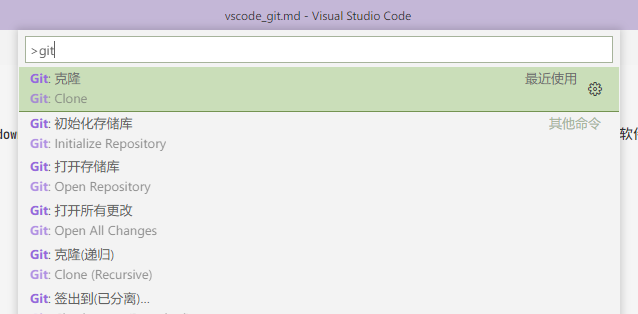 vscode_git.md - Visual Studio Code
>git
Git: 克隆 最近使用
Git: Clone
Git: 初始化存储库 其他命令
Git: Initialize Repository
Git: 打开存储库
Git: Open Repository
Git: 打开所有更改
Git: Open All Changes
Git: 克隆(递归)
Git: Clone (Recursive)
Git: 签出到(已分离)...